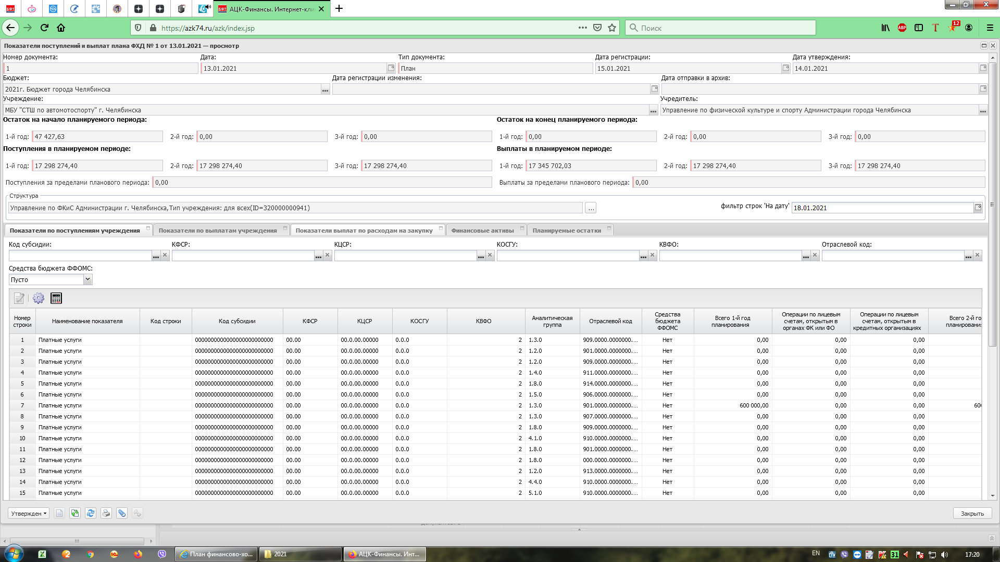 АЦК-Финансы. Интернет-кли
https://azk74.ru/azk/index.jsp
Поиск
ABP
12
Показатели поступлений и выплат плана ФХД № 1 от 13.01.2021 — просмотр
Номер документа: Дата: Тип документа: Дата регистрации: Дата утверждения:
1 13.01.2021 План 15.01.2021 14.01.2021
Бюджет: Дата регистрации изменения: Дата отправки в архив:
2021г. Бюджет города Челябинска
Учреждение: Учредитель:
МБУ "СТШ по автомотоспорту" г. Челябинска Управление по физической культуре и спорту Администрации города Челябинска
Остаток на начало планируемого периода: Остаток на конец планируемого периода:
1-й год: 47 427,63 2-й год: 0,00 3-й год: 0,00 1-й год: 0,00 2-й год: 0,00 3-й год: 0,00
Поступления в планируемом периоде: Выплаты в планируемом периоде:
1-й год: 17 298 274,40 2-й год: 17 298 274,40 3-й год: 17 298 274,40 1-й год: 17 345 702,03 2-й год: 17 298 274,40 3-й год: 17 298 274,40
Поступления за пределами планового периода: 0,00 Выплаты за пределами планового периода: 0,00
Структура
Управление по ФКиС Администрации г. Челябинска,Тип учреждения: для всех(ID=320000000941) ... фильтр строк 'На дату' 18.01.2021
Показатели по поступлениям учреждения Показатели по выплатам учреждения Показатели выплат по расходам на закупку Финансовые активы Планируемые остатки
Код субсидии: КФСР: КЦСР: КОСГУ: КВФО: Отраслевой код:
Средства бюджета ФФОМС:
Пусто
Номер строки Наименование показателя Код строки Код субсидии КФСР КЦСР КОСГУ КВФО Аналитическая группа Отраслевой код Средства бюджета ФФОМС Всего 1-й год планирования Операции по лицевым счетам, открытым в органах ФК или ФО Операции по лицевым счетам, открытым в кредитных организациях Всего 2-й го планировани
1 Платные услуги 0000000000000000000000000 00.00 00.0.00.00000 0.0.0 2 1.3.0 909.0000.0000000.... Нет 0,00 0,00 0,00
2 Платные услуги 0000000000000000000000000 00.00 00.0.00.00000 0.0.0 2 1.2.0 901.0000.0000000.... Нет 0,00 0,00 0,00
3 Платные услуги 0000000000000000000000000 00.00 00.0.00.00000 0.0.0 2 1.2.0 909.0000.0000000.... Нет 0,00 0,00 0,00
4 Платные услуги 0000000000000000000000000 00.00 00.0.00.00000 0.0.0 2 1.4.0 911.0000.0000000.... Нет 0,00 0,00 0,00
5 Платные услуги 0000000000000000000000000 00.00 00.0.00.00000 0.0.0 2 1.8.0 914.0000.0000000.... Нет 0,00 0,00 0,00
6 Платные услуги 0000000000000000000000000 00.00 00.0.00.00000 0.0.0 2 1.5.0 906.0000.0000000.... Нет 0,00 0,00 0,00
7 Платные услуги 0000000000000000000000000 00.00 00.0.00.00000 0.0.0 2 1.3.0 901.0000.0000000.... Нет 600 000,00 0,00 0,00 60
8 Платные услуги 0000000000000000000000000 00.00 00.0.00.00000 0.0.0 2 1.3.0 907.0000.0000000.... Нет 0,00 0,00 0,00
9 Платные услуги 0000000000000000000000000 00.00 00.0.00.00000 0.0.0 2 1.8.0 909.0000.0000000.... Нет 0,00 0,00 0,00
10 Платные услуги 0000000000000000000000000 00.00 00.0.00.00000 0.0.0 2 4.1.0 910.0000.0000000.... Нет 0,00 0,00 0,00
11 Платные услуги 0000000000000000000000000 00.00 00.0.00.00000 0.0.0 2 1.8.0 901.0000.0000000.... Нет 0,00 0,00 0,00
12 Платные услуги 0000000000000000000000000 00.00 00.0.00.00000 0.0.0 2 1.8.0 000.0000.0000000.... Нет 0,00 0,00 0,00
13 Платные услуги 0000000000000000000000000 00.00 00.0.00.00000 0.0.0 2 1.2.0 913.0000.0000000.... Нет 0,00 0,00 0,00
14 Платные услуги 0000000000000000000000000 00.00 00.0.00.00000 0.0.0 2 4.4.0 910.0000.0000000.... Нет 0,00 0,00 0,00
15 Платные услуги 0000000000000000000000000 00.00 00.0.00.00000 0.0.0 2 5.1.0 910.0000.0000000.... Нет 0,00 0,00 0,00
Утвержден Закрыть
План финансово-хо... 2021 АЦК-Финансы. Инт... EN 31 17:20